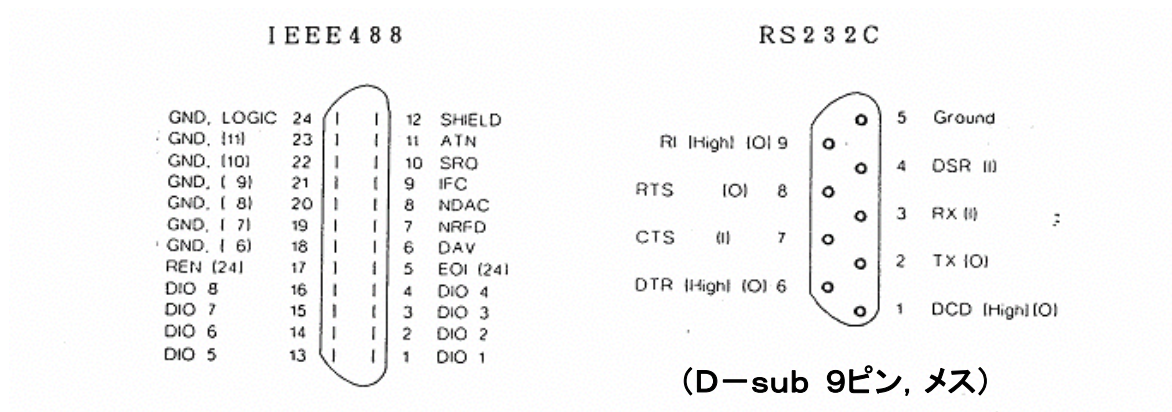 IEEE488
GND, LOGIC 24 12 SHIELD
GND, (11) 23 11 ATN
GND, (10) 22 10 SRQ
GND, ( 9) 21 9 IFC
GND, ( 8) 20 8 NDAC
GND, ( 7) 19 7 NRFD
GND, ( 6) 18 6 DAV
REN (24) 17 5 EOI (24)
DIO 8 16 4 DIO 4
DIO 7 15 3 DIO 3
DIO 6 14 2 DIO 2
DIO 5 13 1 DIO 1
RS232C
5 Ground
RI (High) (O) 9
4 DSR (I)
RTS (O) 8
3 RX (I)
CTS (I) 7
2 TX (O)
DTR (High) (O) 6
1 DCD (High) (O)
(D－sub 9ピン，メス)